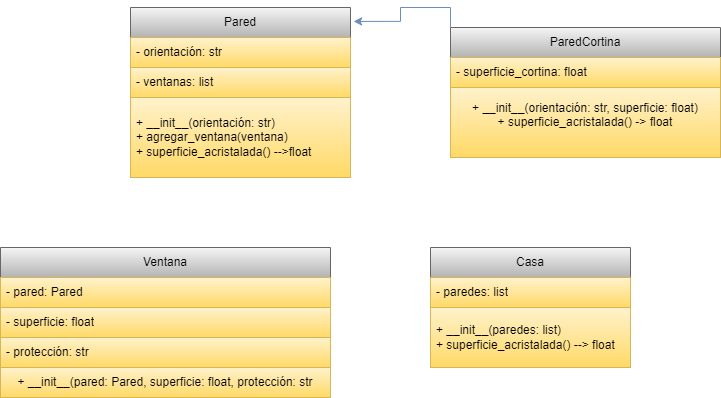 Pared
- orientación: str
- ventanas: list
+ __init__(orientación: str)
+ agregar_ventana(ventana)
+ superficie_acristalada() -->float
ParedCortina
- superficie_cortina: float
+ __init__(orientación: str, superficie: float)
+ superficie_acristalada() -> float
Ventana
- pared: Pared
- superficie: float
- protección: str
+ __init__(pared: Pared, superficie: float, protección: str
Casa
- paredes: list
+ __init__(paredes: list)
+ superficie_acristalada() --> float